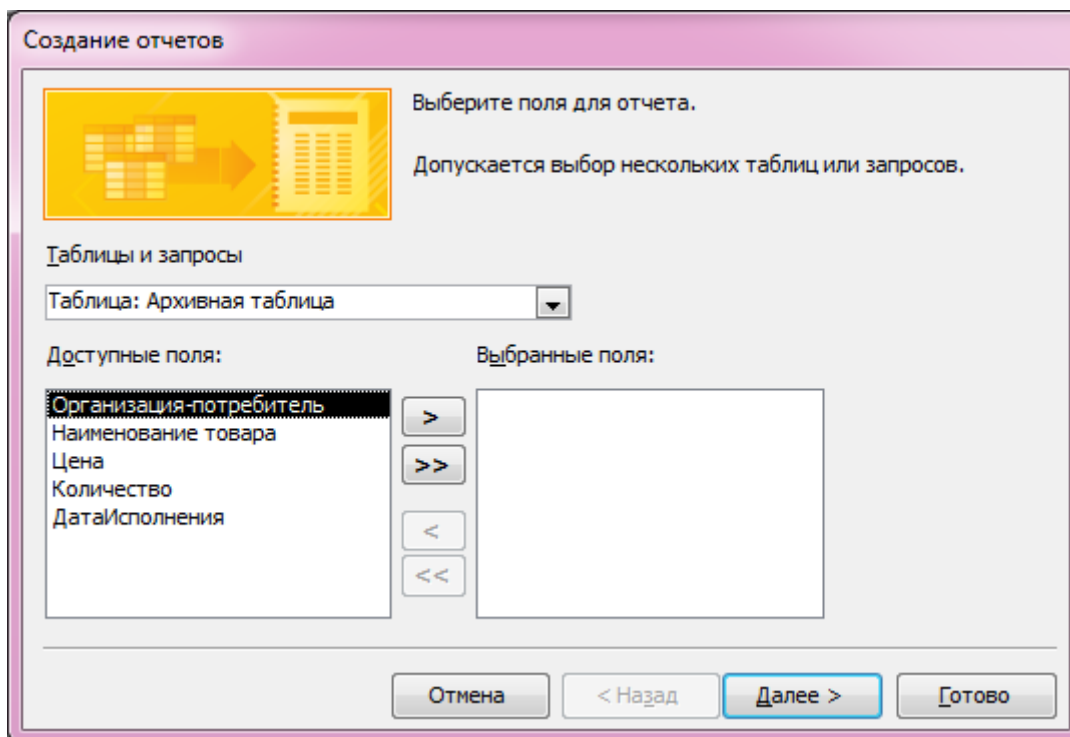 Создание отчетов
Выберите поля для отчета.
Допускается выбор нескольких таблиц или запросов.
Таблицы и запросы
Таблица: Архивная таблица
Доступные поля:
Выбранные поля:
Организация-потребитель
Наименование товара
Цена
Количество
ДатаИсполнения
>
>>
<
<<
Отмена
< Назад
Далее >
Готово